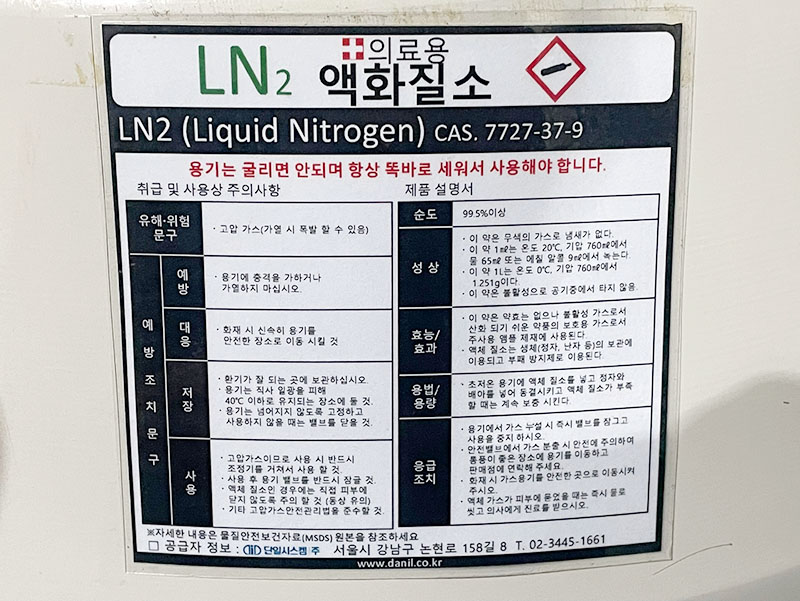 LN2
의료용
액화질소
LN2 (Liquid Nitrogen) CAS. 7727-37-9
용기는 굴리면 안되며 항상 똑바로 세워서 사용해야 합니다.
취급 및 사용상 주의사항
유해·위험
문구
· 고압 가스(가열 시 폭발 할 수 있음)
예방조치문구
예방
· 용기에 충격을 가하거나
가열하지 마십시오.
대응
· 화재 시 신속히 용기를
안전한 장소로 이동 시킬 것
저장
· 환기가 잘 되는 곳에 보관하십시오.
· 용기는 직사 일광을 피해
40℃ 이하로 유지되는 장소에 둘 것.
· 용기는 넘어지지 않도록 고정하고
사용하지 않을 때는 밸브를 닫을 것.
사용
· 고압가스이므로 사용 시 반드시
조정기를 거쳐서 사용 할 것.
· 사용 후 용기 밸브를 반드시 잠글 것.
· 액체 질소인 경우에는 직접 피부에
닫지 않도록 주의 할 것 (동상 유의)
· 기타 고압가스안전관리법을 준수할 것.
제품 설명서
순도
99.5%이상
성상
· 이 약은 무색의 가스로 냄새가 없다.
· 이 약 1㎖는 온도 20℃, 기압 760㎖에서
물 65㎖ 또는 에질 알콜 9㎖에서 녹는다.
· 이 약 1L는 온도 0℃, 기압 760㎖에서
1.251g이다.
· 이 약은 불활성으로 공기중에서 타지 않음.
효능/
효과
· 이 약은 약효는 없으나 불활성 가스로서
산화 되기 쉬운 약품의 보호용 가스로서
주사용 앰플 제재에 사용된다.
· 액체 질소는 생체(정자, 난자 등)의 보관에
이용되고 부패 방지제로 이용된다.
용법/
용량
· 초저온 용기에 액체 질소를 넣고 정자와
배아를 넣어 동결시키고 액체 질소가 부족
할 때는 계속 보충 시킨다.
응급
조치
· 용기에서 가스 누설 시 즉시 밸브를 잠그고
사용을 중지 하시오.
· 안전밸브에서 가스 분출 시 안전에 주의하여
통풍이 좋은 장소에 용기를 이동하고
판매점에 연락해 주세요.
· 화재 시 가스용기를 안전한 곳으로 이동시켜
주시오.
· 액체 가스가 피부에 묻었을 때는 즉시 물로
씻고 의사에게 진료를 받으시오.
※자세한 내용은 물질안전보건자료(MSDS) 원본을 참조하세요
□ 공급자 정보 : 단일시스켐㈜ 서울시 강남구 논현로 158길 8 T. 02-3445-1661
www.danil.co.kr